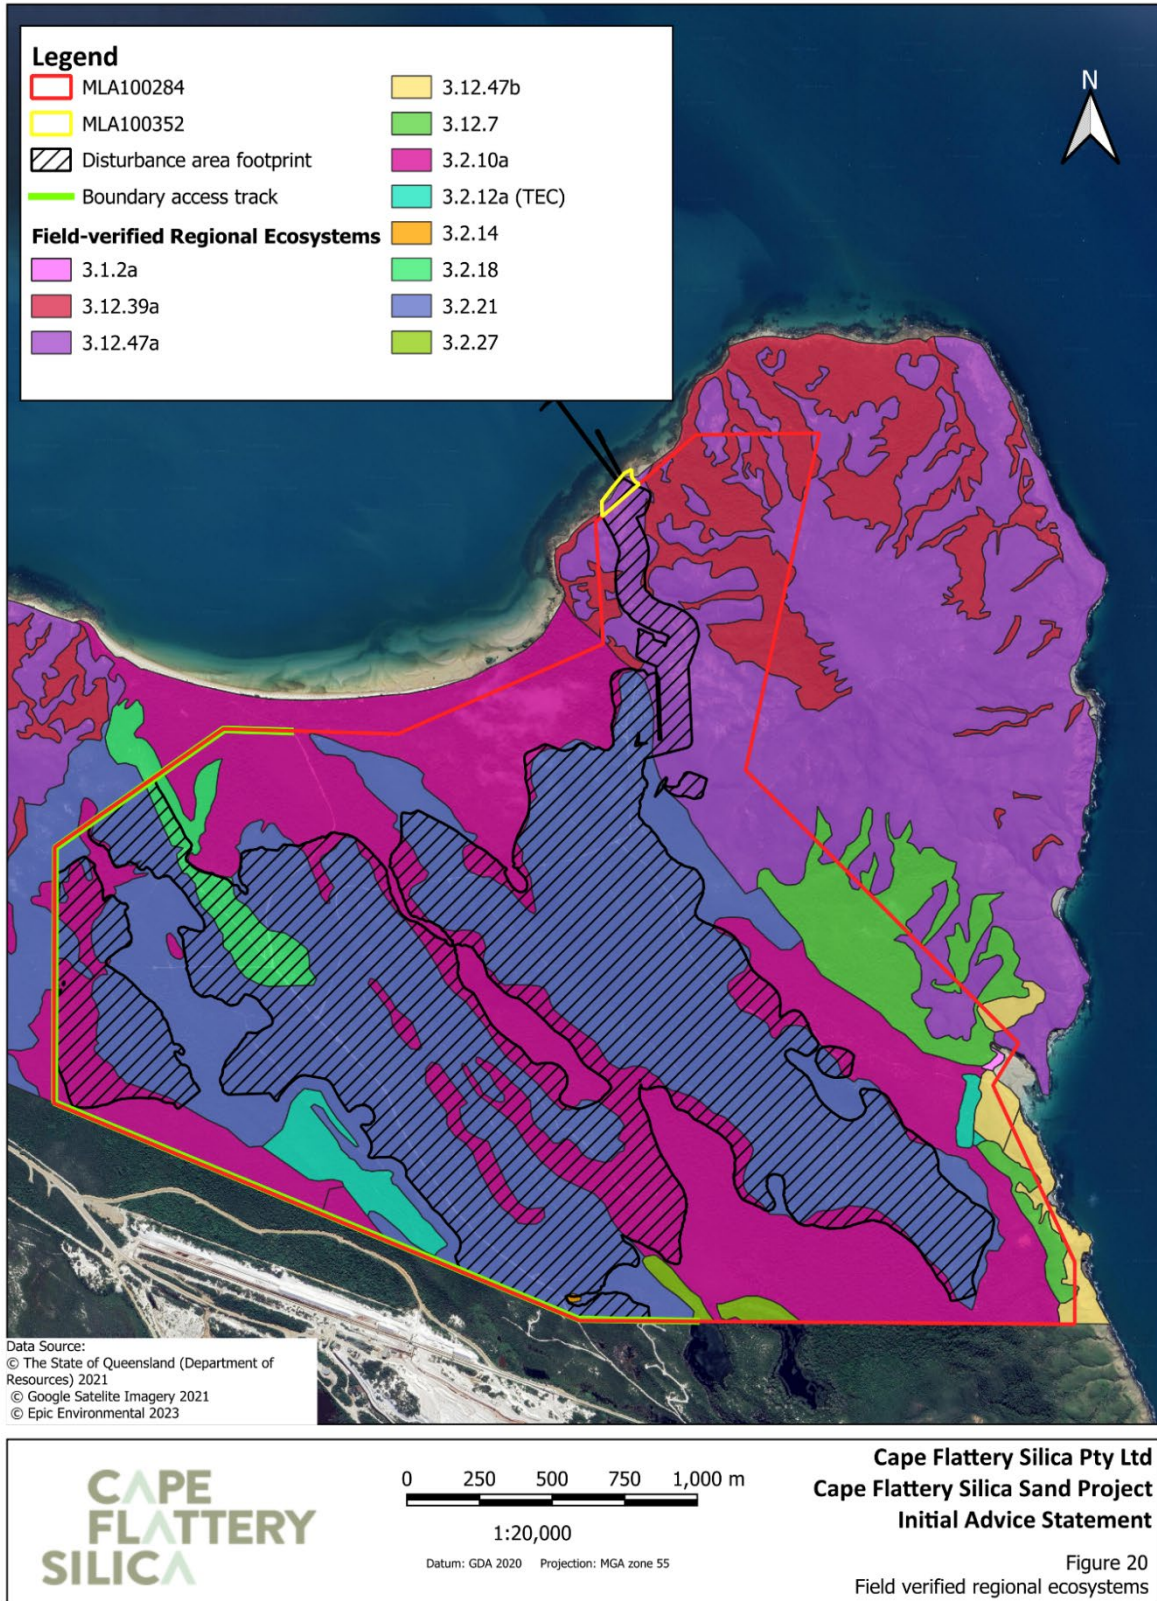 Legend
MLA100284
MLA100352
Disturbance area footprint
Boundary access track
Field-verified Regional Ecosystems
3.1.2a
3.12.39a
3.12.47a
3.12.47b
3.12.7
3.2.10a
3.2.12a (TEC)
3.2.14
3.2.18
3.2.21
3.2.27
N
Data Source:
© The State of Queensland (Department of
Resources) 2021
© Google Satelite Imagery 2021
© Epic Environmental 2023
CAPE
FLATTERY
SILICA
0 250 500 750 1,000 m
1:20,000
Datum: GDA 2020 Projection: MGA zone 55
Cape Flattery Silica Pty Ltd
Cape Flattery Silica Sand Project
Initial Advice Statement
Figure 20
Field verified regional ecosystems